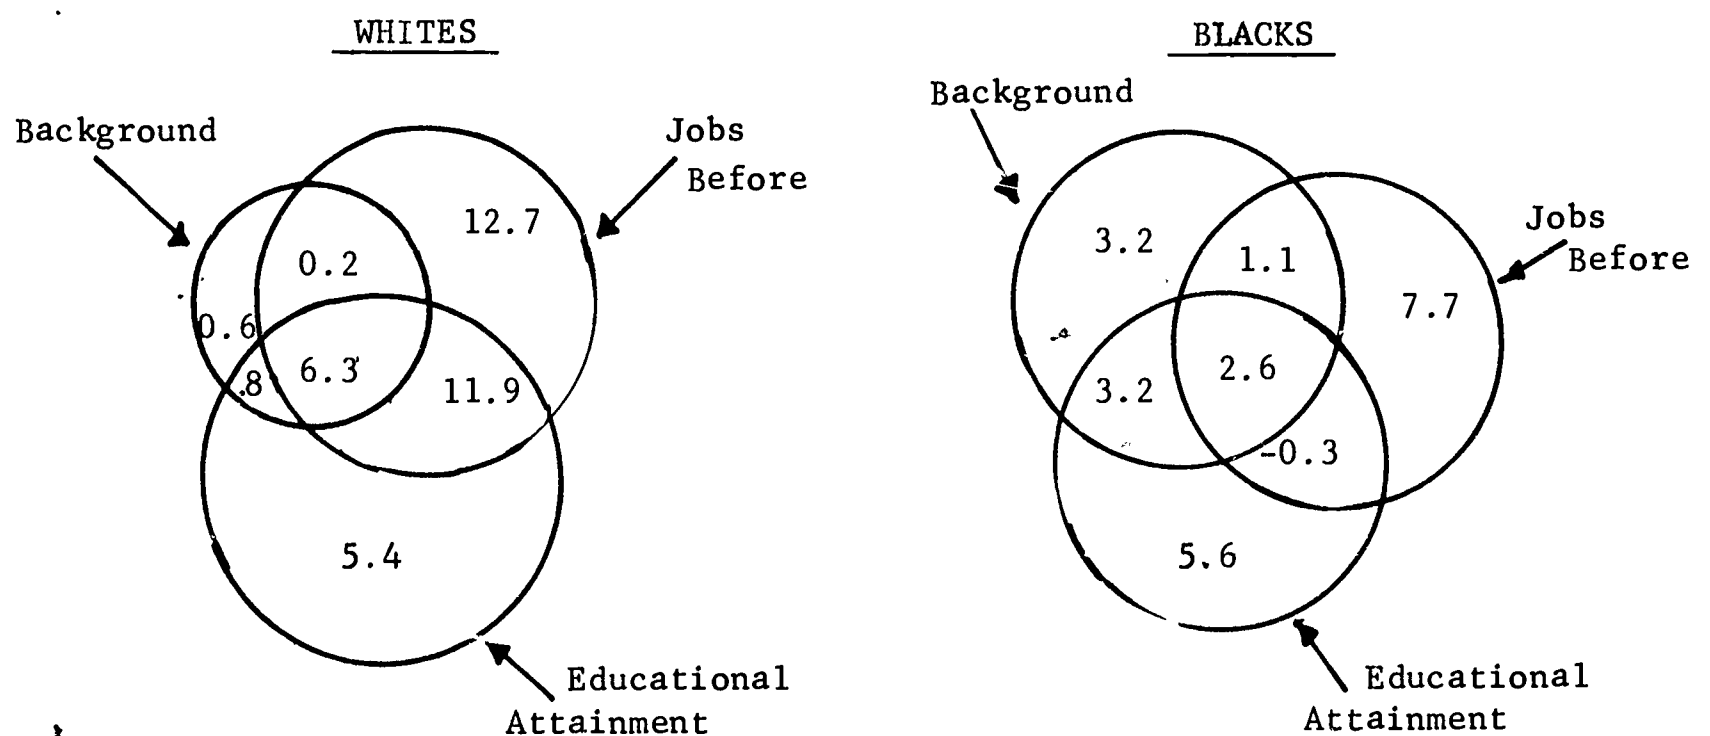 WHITES
Background
Jobs
Before
12.7
0.2
0.6
.8
6.3
11.9
5.4
Educational
Attainment
BLACKS
Background
Jobs
Before
3.2
1.1
7.7
3.2
2.6
-0.3
5.6
Educational
Attainment